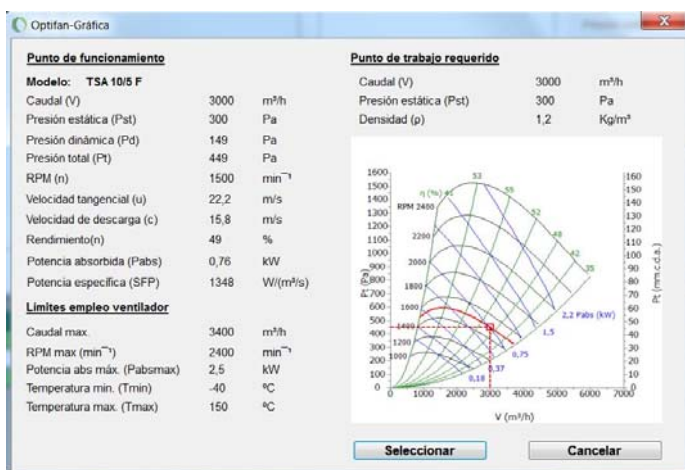 Optifan-Gráfica
X
Punto de funcionamiento
Modelo: TSA 10/5 F
Caudal (V) 3000 m³/h
Presión estática (Pst) 300 Pa
Presión dinámica (Pd) 149 Pa
Presión total (Pt) 449 Pa
RPM (n) 1500 min⁻¹
Velocidad tangencial (u) 22,2 m/s
Velocidad de descarga (c) 15,8 m/s
Rendimiento(n) 49 %
Potencia absorbida (Pabs) 0,76 kW
Potencia específica (SFP) 1348 W/(m³/s)
Limites empleo ventilador
Caudal max. 3400 m³/h
RPM max (min⁻¹) 2400 min⁻¹
Potencia abs máx. (Pabsmax) 2,5 kW
Temperatura min. (Tmin) -40 ºC
Temperatura max. (Tmax) 150 ºC
Punto de trabajo requerido
Caudal (V) 3000 m³/h
Presión estática (Pst) 300 Pa
Densidad (ρ) 1,2 Kg/m³
1600
1500
1400
1300
1200
1100
1000
900
800
700
600
500
400
300
200
100
0
Pt (Pa)
η (%) 41
53
55
52
48
42
35
RPM 2400
2200
2000
1800
1600
1400
1200
1000
2,2 Pabs (kW)
1,5
0,75
0,37
0,18
160
150
140
130
120
110
100
90
80
70
60
50
40
30
20
10
0
Pt (mm.c.d.a.)
0 1000 2000 3000 4000 5000 6000 7000
V (m³/h)
Seleccionar
Cancelar